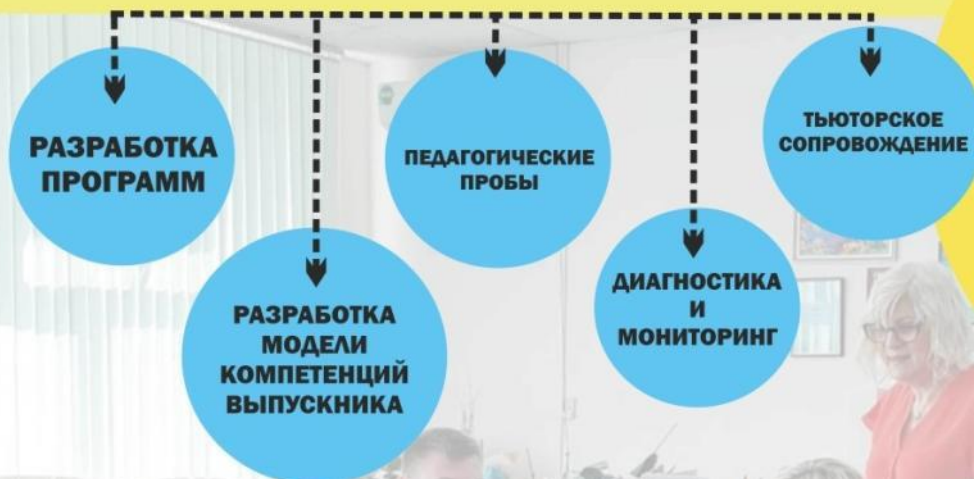 РАЗРАБОТКА
ПРОГРАММ
РАЗРАБОТКА
МОДЕЛИ
КОМПЕТЕНЦИЙ
ВЫПУСКНИКА
ПЕДАГОГИЧЕСКИЕ
ПРОБЫ
ДИАГНОСТИКА
И
МОНИТОРИНГ
ТЬЮТОРСКОЕ
СОПРОВОЖДЕНИЕ